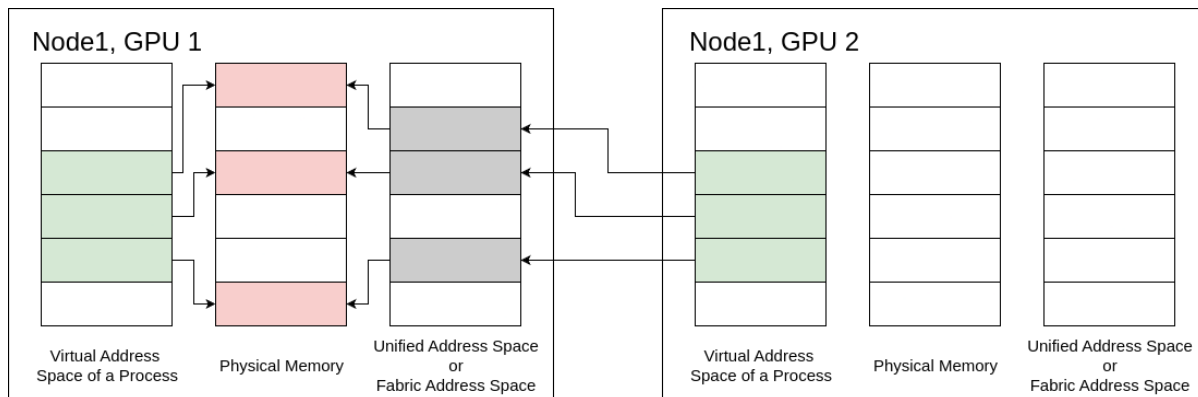 Node1, GPU 1
Virtual Address
Space of a Process
Physical Memory
Unified Address Space
or
Fabric Address Space
Node1, GPU 2
Virtual Address
Space of a Process
Physical Memory
Unified Address Space
or
Fabric Address Space